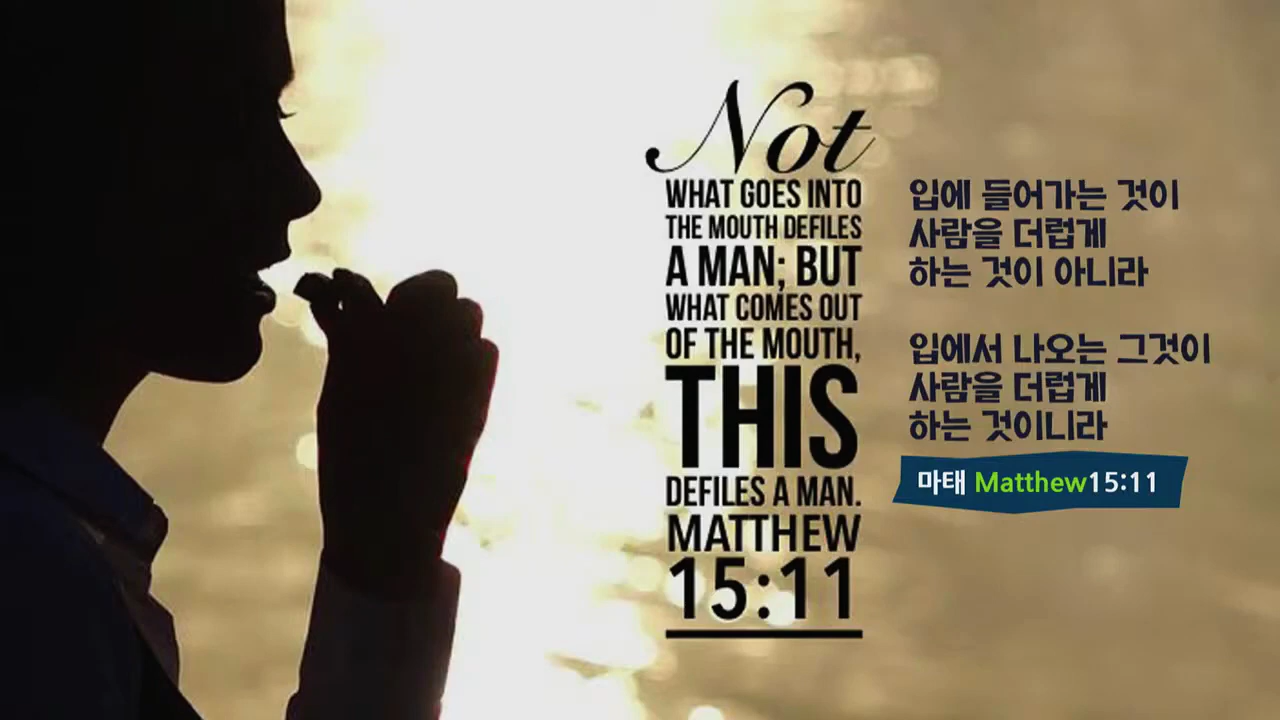 Not
WHAT GOES INTO
THE MOUTH DEFILES
A MAN; BUT
WHAT COMES OUT
OF THE MOUTH,
THIS
DEFILES A MAN.
MATTHEW
15:11
입에 들어가는 것이
사람을 더럽게
하는 것이 아니라
입에서 나오는 그것이
사람을 더럽게
하는 것이니라
마태 Matthew15:11